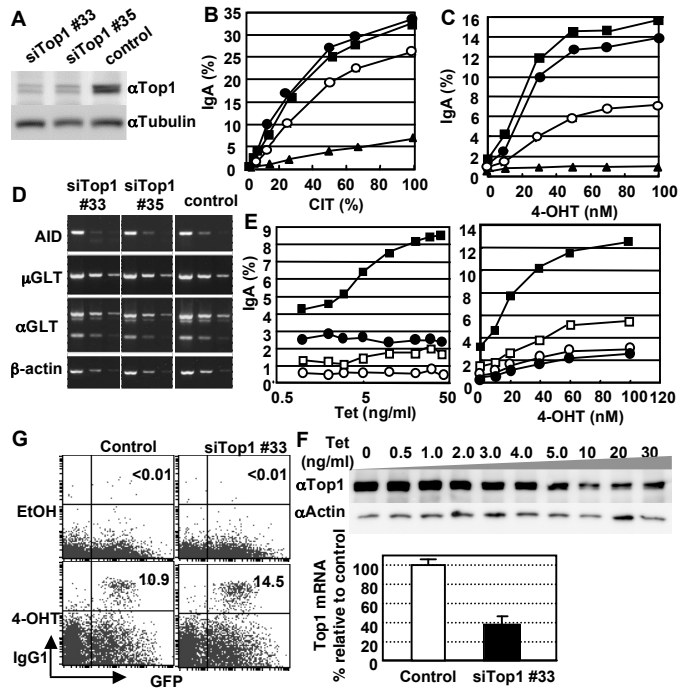 A
siTop1 #33
siTop1 #35
control
αTop1
αTubulin
B
IgA (%)
35
30
25
20
15
10
5
0
0 20 40 60 80 100
CIT (%)
C
IgA (%)
16
14
12
10
8
6
4
2
0
0 20 40 60 80 100
4-OHT (nM)
D
siTop1 #33
siTop1 #35
control
AID
μGLT
αGLT
β-actin
E
IgA (%)
9
8
7
6
5
4
3
2
1
0
0.5 5 50
Tet (ng/ml)
14
12
10
8
6
4
2
0
0 20 40 60 80 100 120
4-OHT (nM)
G
Control
siTop1 #33
EtOH
<0.01
<0.01
4-OHT
10.9
14.5
IgG1
GFP
F
Tet (ng/ml)
0 0.5 1.0 2.0 3.0 4.0 5.0 10 20 30
αTop1
αActin
Top1 mRNA
% relative to control
100
80
60
40
20
0
Control
siTop1 #33